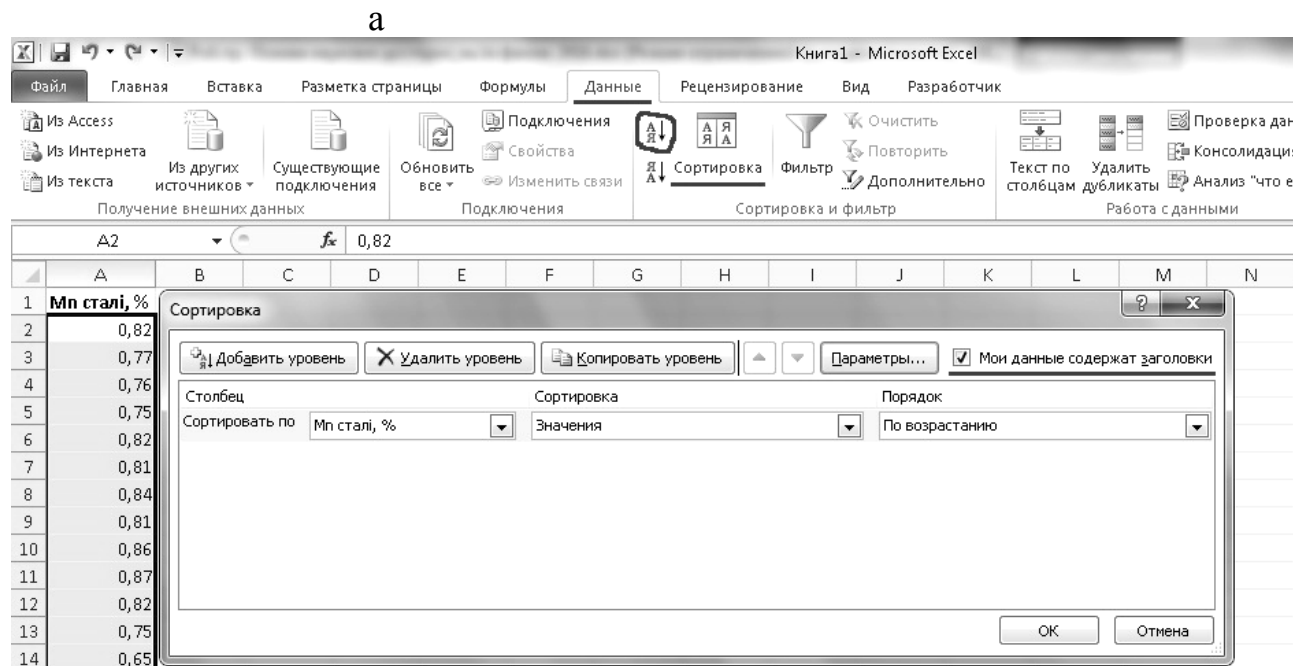 а
Книга1 - Microsoft Excel
Файл Главная Вставка Разметка страницы Формулы Данные Рецензирование Вид Разработчик
Из Access
Из Интернета
Из текста
Из других источников
Существующие подключения
Получение внешних данных
Обновить все
Подключения
Свойства
Изменить связи
Подключения
Сортировка
Фильтр
Очистить
Повторить
Дополнительно
Сортировка и фильтр
Текст по столбцам
Удалить дубликаты
Проверка дан
Консолидация
Анализ "что е
Работа с данными
A2 fx 0,82
A B C D E F G H I J K L M N
1 Mn сталі, %
2 0,82
3 0,77
4 0,76
5 0,75
6 0,82
7 0,81
8 0,84
9 0,81
10 0,86
11 0,87
12 0,82
13 0,75
14 0,65
Сортировка
Добавить уровень Удалить уровень Копировать уровень Параметры... Мои данные содержат заголовки
Столбец Сортировка Порядок
Сортировать по Mn сталі, % Значения По возрастанию
ОК Отмена